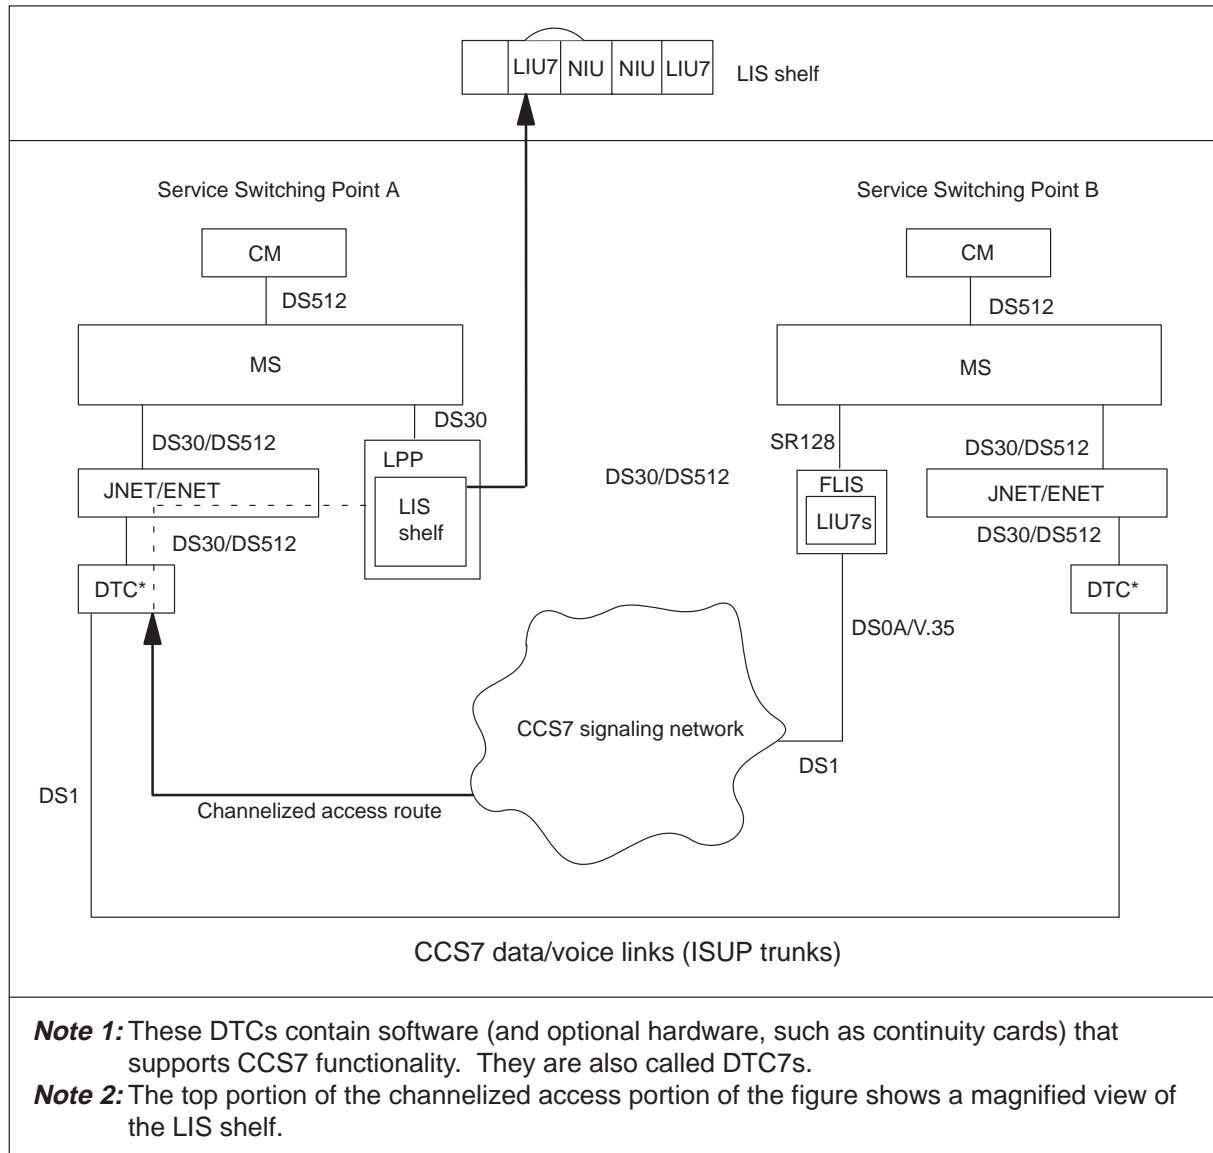 LIU7 NIU NIU LIU7
LIS shelf
Service Switching Point A
Service Switching Point B
CM
CM
DS512
DS512
MS
MS
DS30
DS30/DS512
SR128
DS30/DS512
LPP
DS30/DS512
FLIS
JNET/ENET
JNET/ENET
LIS
shelf
LIU7s
DS30/DS512
DS30/DS512
DTC*
DTC*
DS0A/V.35
CCS7 signaling network
DS1
DS1
Channelized access route
CCS7 data/voice links (ISUP trunks)
Note 1: These DTCs contain software (and optional hardware, such as continuity cards) that
supports CCS7 functionality. They are also called DTC7s.
Note 2: The top portion of the channelized access portion of the figure shows a magnified view of
the LIS shelf.